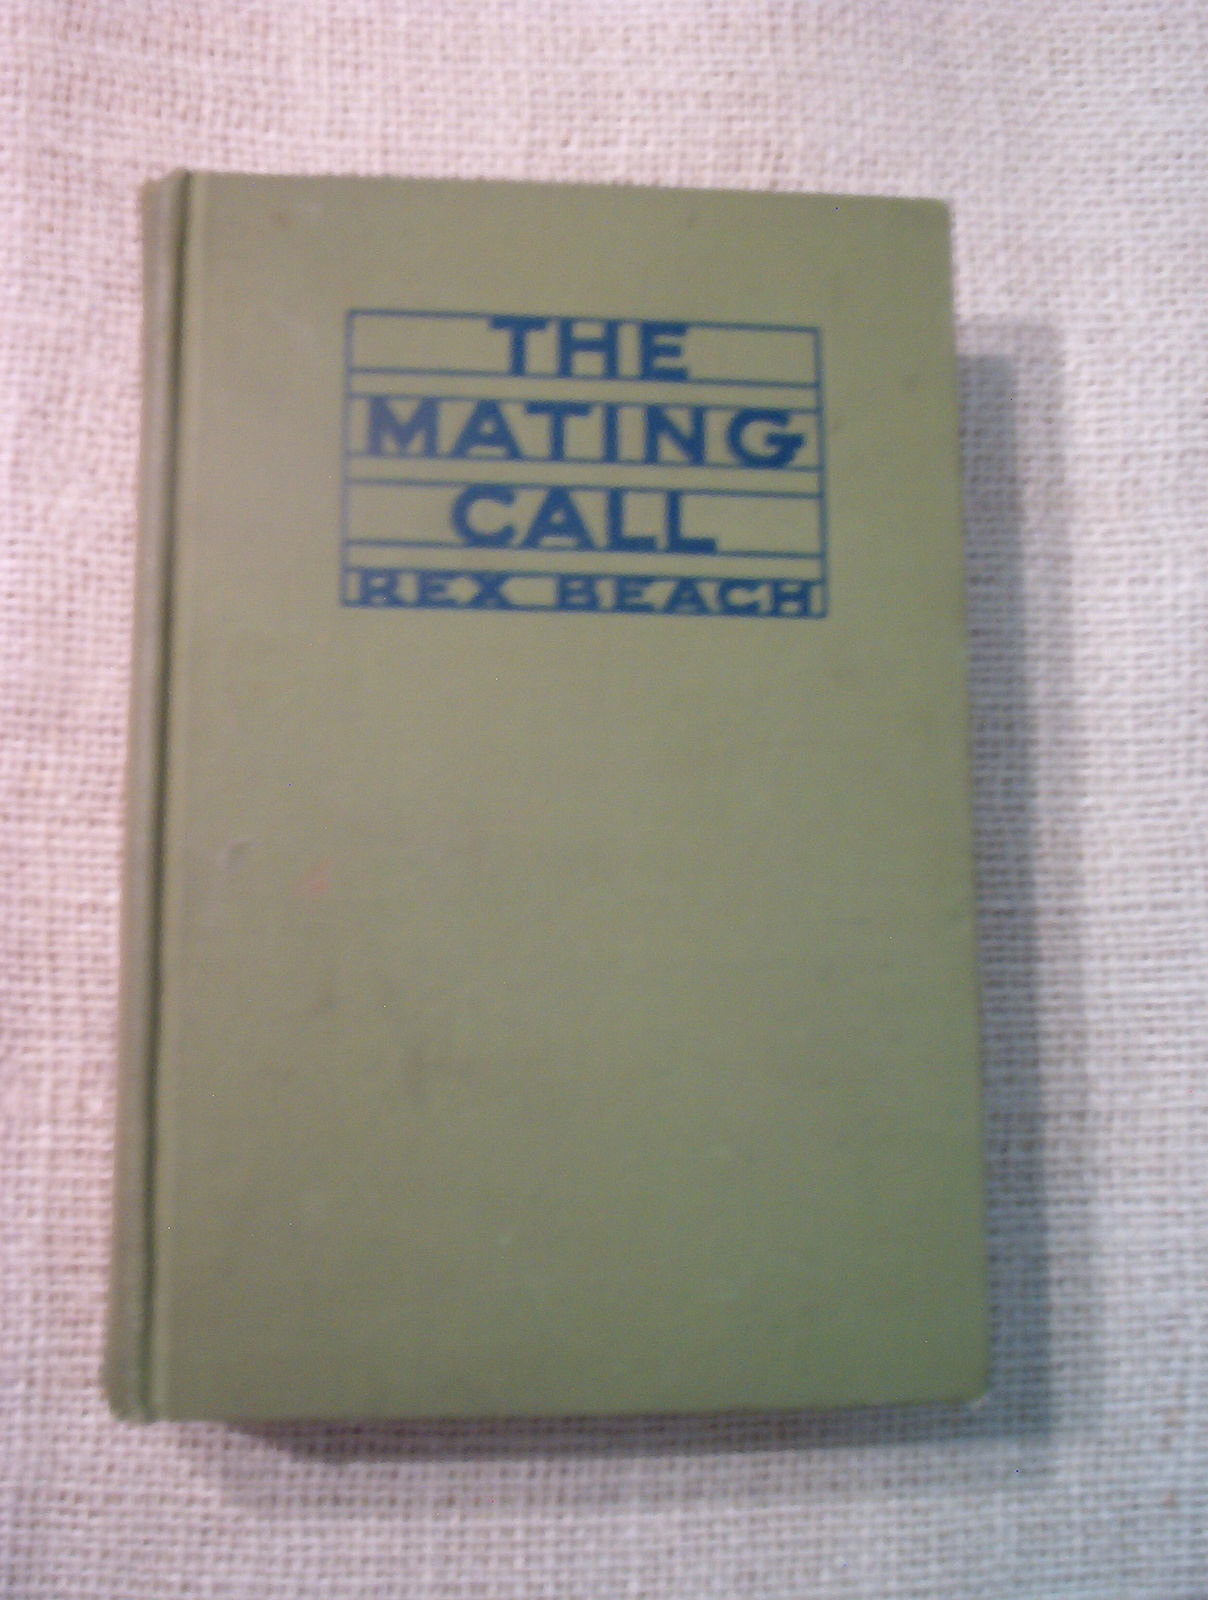 THE
MATING
CALL
REX BEACH